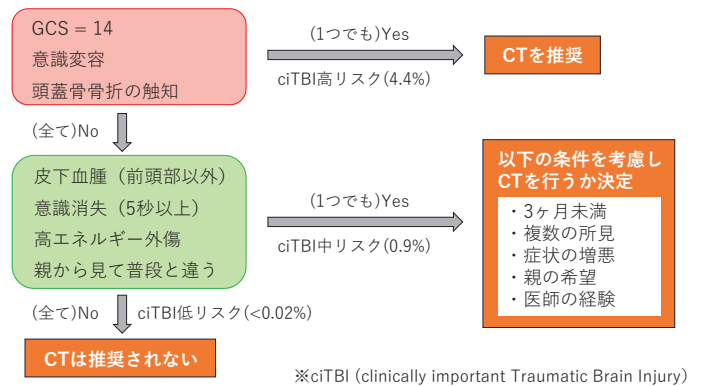 GCS = 14
意識変容
頭蓋骨骨折の触知
(1つでも)Yes
ciTBI高リスク(4.4%)
CTを推奨
(全て)No
皮下血腫（前頭部以外）
意識消失（5秒以上）
高エネルギー外傷
親から見て普段と違う
(1つでも)Yes
ciTBI中リスク(0.9%)
以下の条件を考慮し
CTを行うか決定
・3ヶ月未満
・複数の所見
・症状の増悪
・親の希望
・医師の経験
(全て)No
ciTBI低リスク(<0.02%)
CTは推奨されない
※ciTBI (clinically important Traumatic Brain Injury)